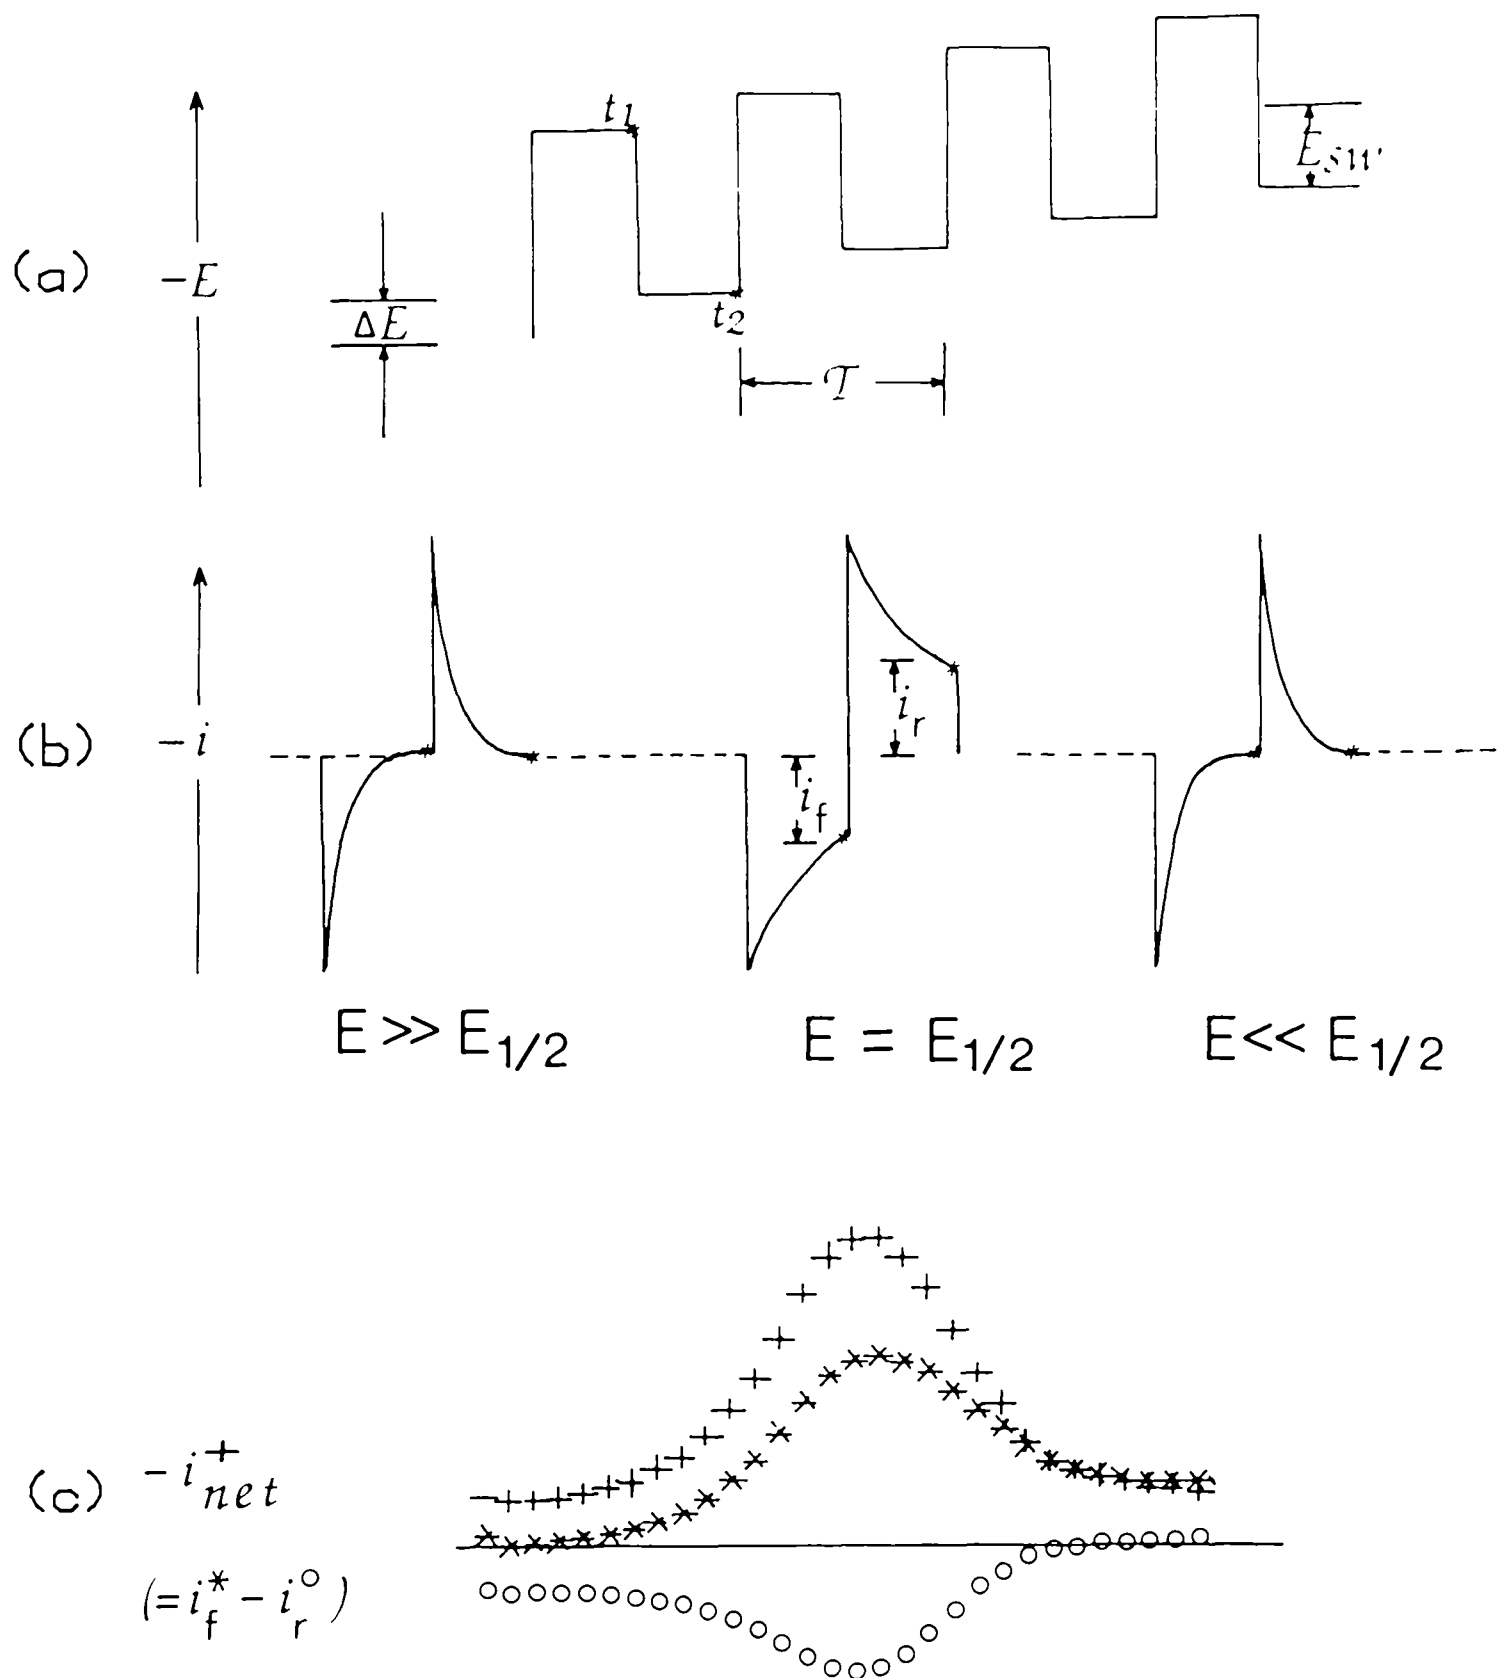 (a)
-E
ΔE
t1
t2
T
ESW
(b)
-i
if
ir
E >> E1/2
E = E1/2
E << E1/2
(c)
- i+net
(= i*f - i°r)